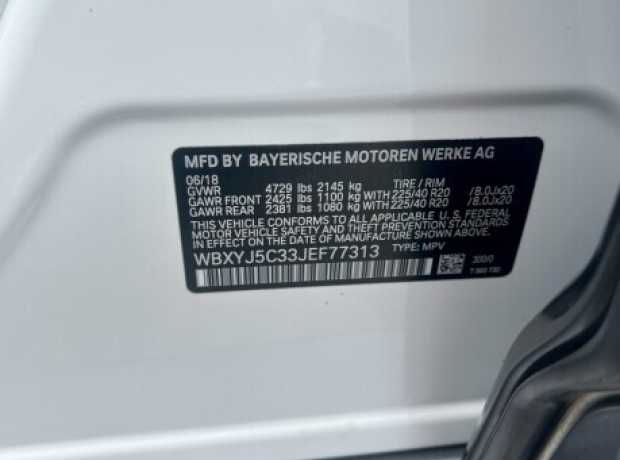 MFD BY BAYERISCHE MOTOREN WERKE AG
06/18
GVWR 4729 lbs 2145 kg TIRE / RIM
GAWR FRONT 2425 lbs 1100 kg WITH 225/40 R20 /8.0Jx20
GAWR REAR 2381 lbs 1080 kg WITH 225/40 R20 /8.0Jx20
THIS VEHICLE CONFORMS TO ALL APPLICABLE U.S. FEDERAL
MOTOR VEHICLE SAFETY AND THEFT PREVENTION STANDARDS
IN EFFECT ON THE DATE OF MANUFACTURE SHOWN ABOVE.
WBXYJ5C33JEF77313 TYPE: MPV
300/0